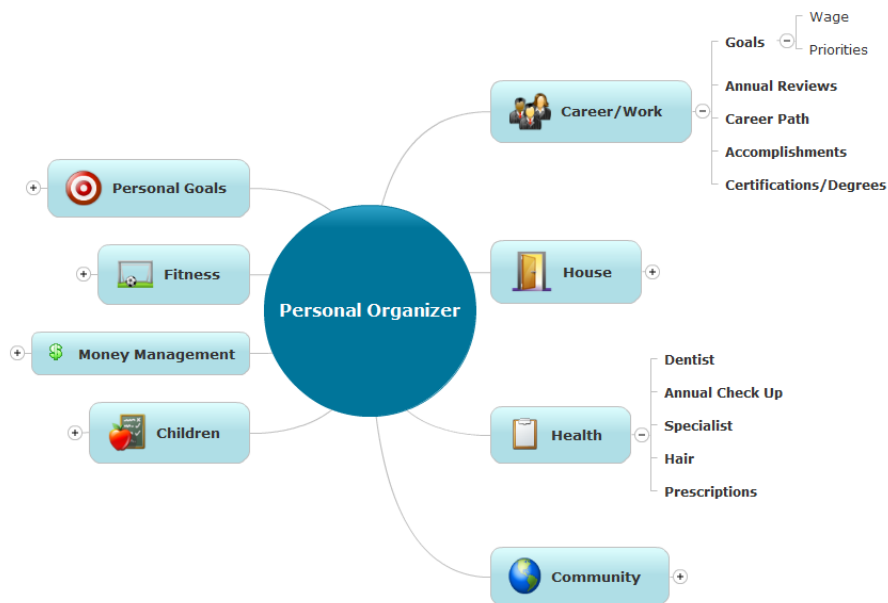 Personal Organizer
Career/Work
Goals
Wage
Priorities
Annual Reviews
Career Path
Accomplishments
Certifications/Degrees
House
Health
Dentist
Annual Check Up
Specialist
Hair
Prescriptions
Community
Personal Goals
Fitness
Money Management
Children